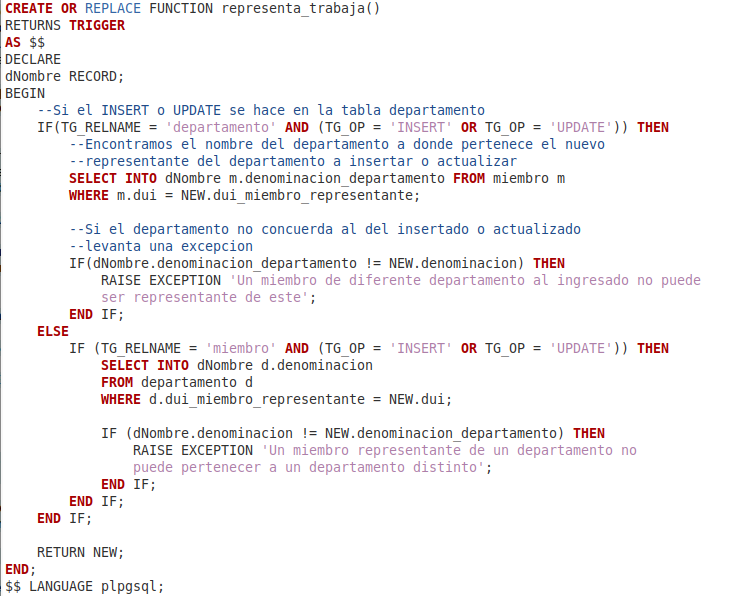 CREATE OR REPLACE FUNCTION representa_trabaja()
RETURNS TRIGGER
AS $$
DECLARE
dNombre RECORD;
BEGIN
    --Si el INSERT o UPDATE se hace en la tabla departamento
    IF(TG_RELNAME = 'departamento' AND (TG_OP = 'INSERT' OR TG_OP = 'UPDATE')) THEN
        --Encontramos el nombre del departamento a donde pertenece el nuevo
        --representante del departamento a insertar o actualizar
        SELECT INTO dNombre m.denominacion_departamento FROM miembro m
        WHERE m.dui = NEW.dui_miembro_representante;

        --Si el departamento no concuerda al del insertado o actualizado
        --levanta una excepcion
        IF(dNombre.denominacion_departamento != NEW.denominacion) THEN
            RAISE EXCEPTION 'Un miembro de diferente departamento al ingresado no puede
            ser representante de este';
        END IF;
    ELSE
        IF (TG_RELNAME = 'miembro' AND (TG_OP = 'INSERT' OR TG_OP = 'UPDATE')) THEN
            SELECT INTO dNombre d.denominacion
            FROM departamento d
            WHERE d.dui_miembro_representante = NEW.dui;

            IF (dNombre.denominacion != NEW.denominacion_departamento) THEN
                RAISE EXCEPTION 'Un miembro representante de un departamento no
                puede pertenecer a un departamento distinto';
            END IF;
        END IF;
    END IF;

    RETURN NEW;
END;
$$ LANGUAGE plpgsql;